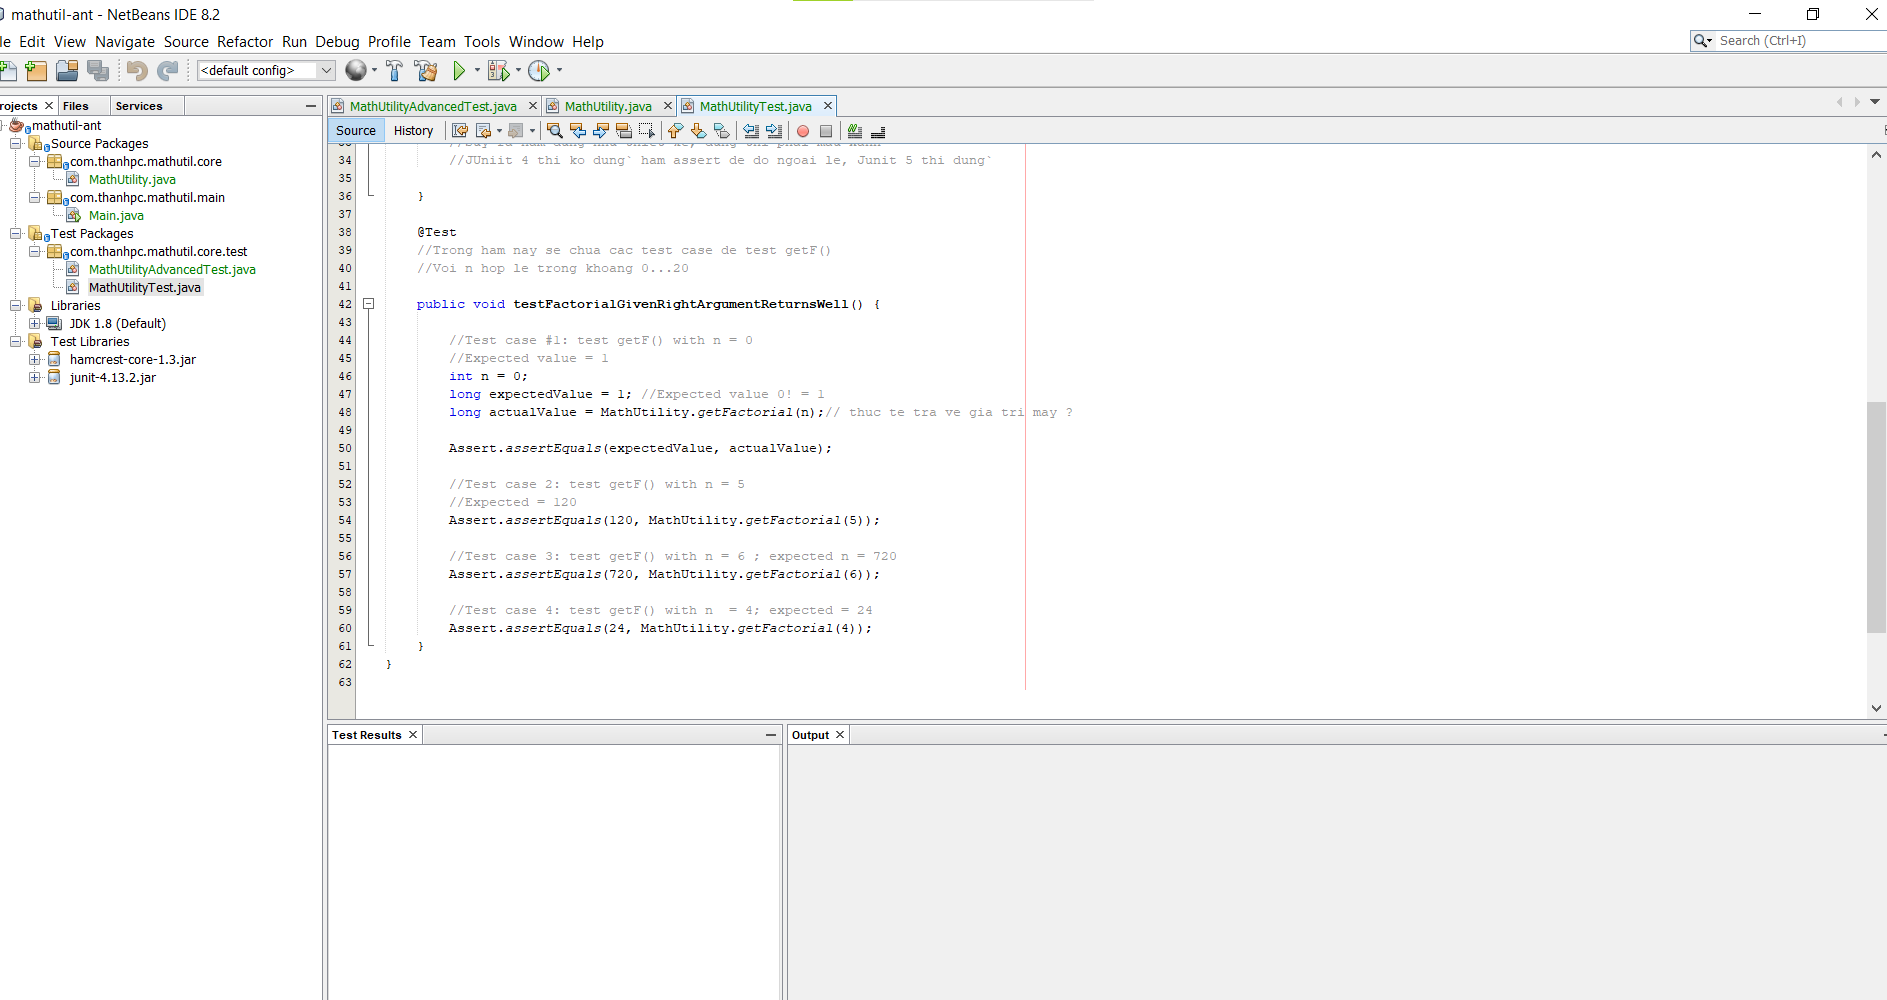 mathutil-ant - NetBeans IDE 8.2
Edit View Navigate Source Refactor Run Debug Profile Team Tools Window Help
Search (Ctrl+I)
<default config>
Files Services
MathUtilityAdvancedTest.java MathUtility.java MathUtilityTest.java
Source History
mathutil-ant
Source Packages
com.thanhpc.mathutil.core
MathUtility.java
com.thanhpc.mathutil.main
Main.java
Test Packages
com.thanhpc.mathutil.core.test
MathUtilityAdvancedTest.java
MathUtilityTest.java
Libraries
JDK 1.8 (Default)
Test Libraries
hamcrest-core-1.3.jar
junit-4.13.2.jar
34 //JUniit 4 thi ko dung` ham assert de do ngoai le, Junit 5 thi dung`
35
36 }
37
38 @Test
39 //Trong ham nay se chua cac test case de test getF()
40 //Voi n hop le trong khoang 0...20
41
42 public void testFactorialGivenRightArgumentReturnsWell() {
43
44 //Test case #1: test getF() with n = 0
45 //Expected value = 1
46 int n = 0;
47 long expectedValue = 1; //Expected value 0! = 1
48 long actualValue = MathUtility.getFactorial(n);// thuc te tra ve gia tri may ?
49
50 Assert.assertEquals(expectedValue, actualValue);
51
52 //Test case 2: test getF() with n = 5
53 //Expected = 120
54 Assert.assertEquals(120, MathUtility.getFactorial(5));
55
56 //Test case 3: test getF() with n = 6 ; expected n = 720
57 Assert.assertEquals(720, MathUtility.getFactorial(6));
58
59 //Test case 4: test getF() with n  = 4; expected = 24
60 Assert.assertEquals(24, MathUtility.getFactorial(4));
61 }
62 }
63
Test Results
Output